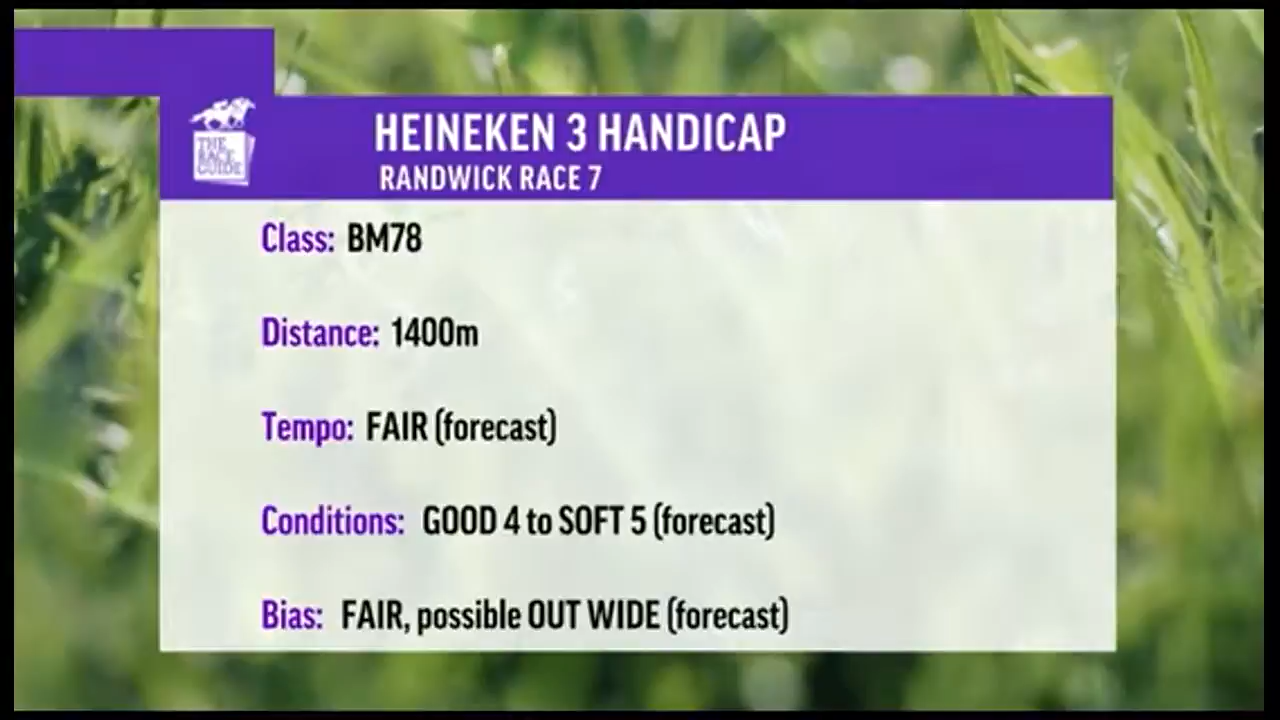 THE
RACE
GUIDE
HEINEKEN 3 HANDICAP
RANDWICK RACE 7
Class: BM78
Distance: 1400m
Tempo: FAIR (forecast)
Conditions: GOOD 4 to SOFT 5 (forecast)
Bias: FAIR, possible OUT WIDE (forecast)